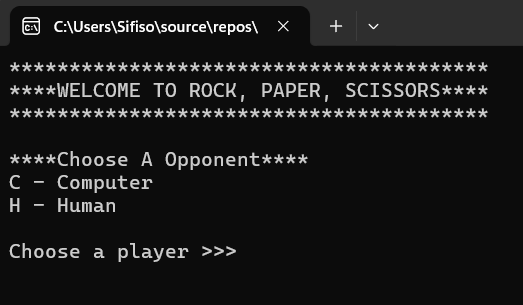 C:\Users\Sifiso\source\repos\
****************************************
****WELCOME TO ROCK, PAPER, SCISSORS****
****************************************
****Choose A Opponent****
C - Computer
H - Human
Choose a player >>>